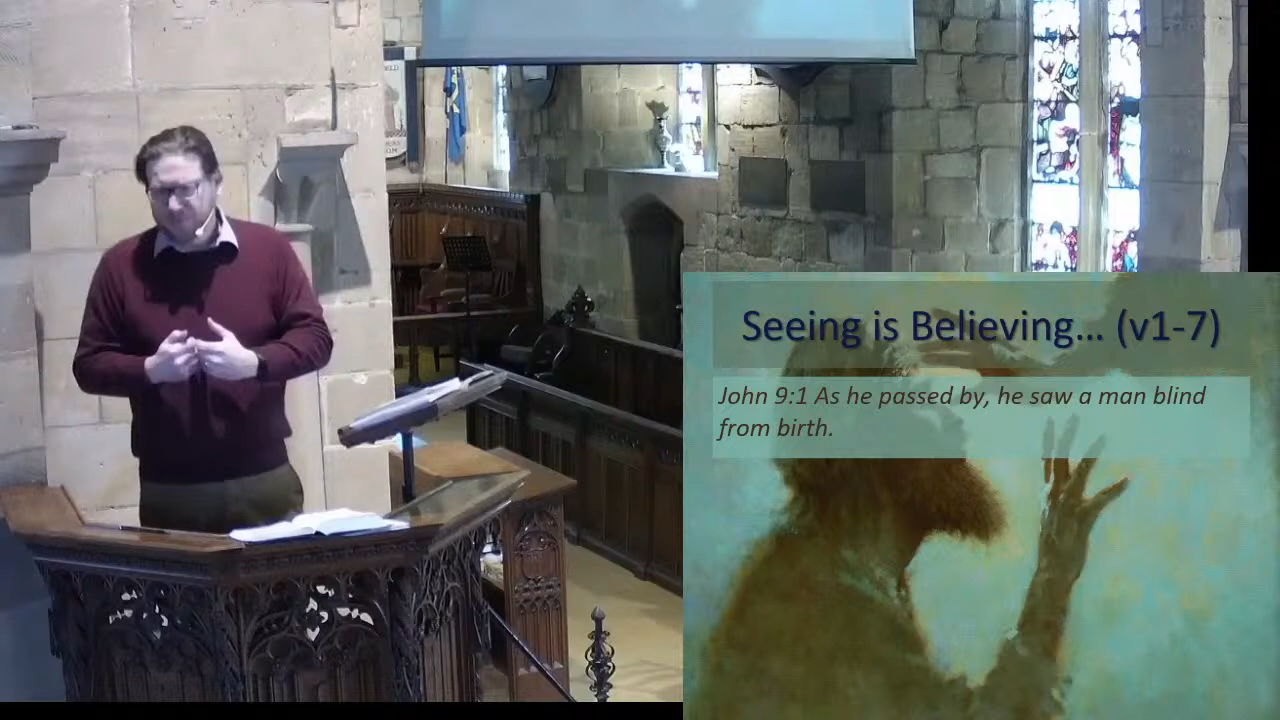 Seeing is Believing... (v1-7)
John 9:1 As he passed by, he saw a man blind
from birth.